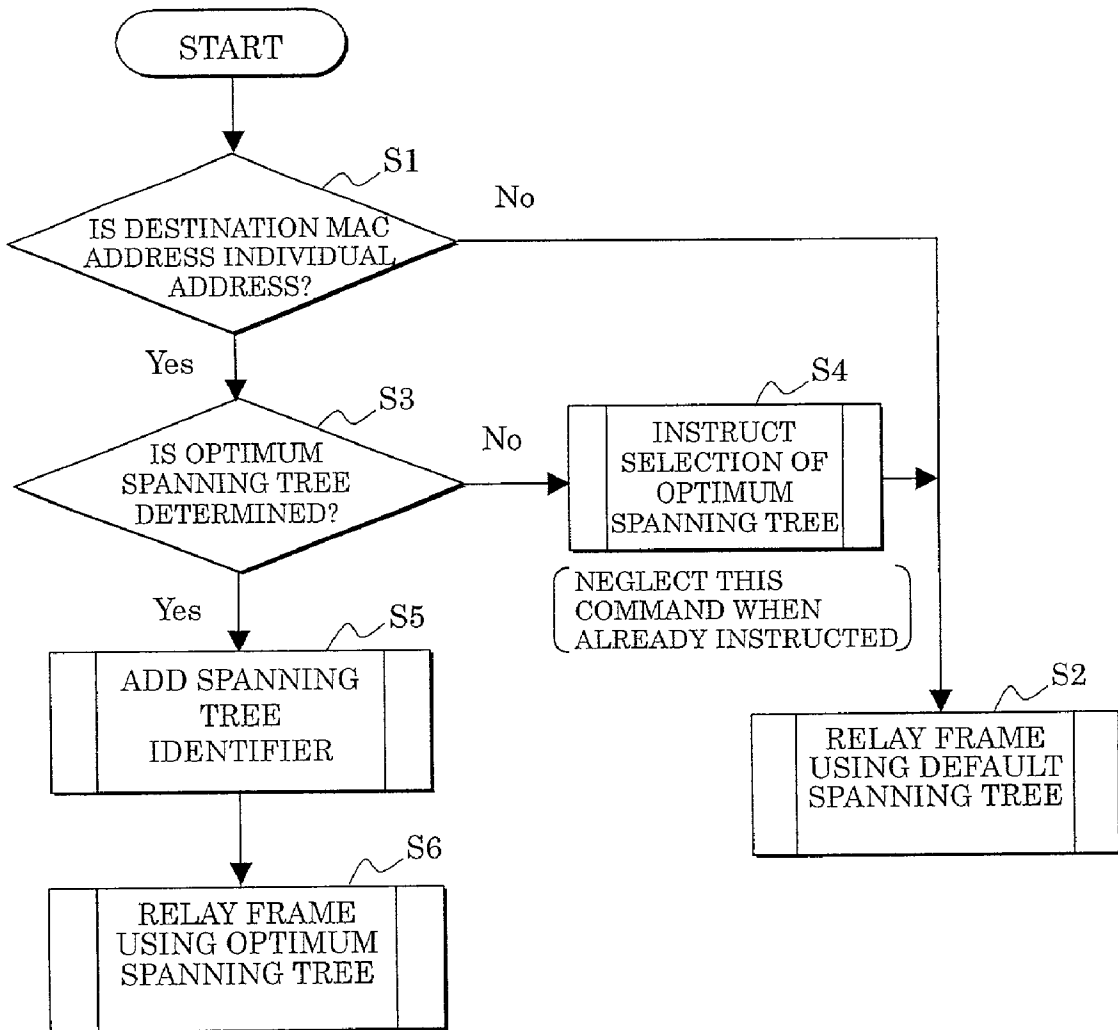 START
S1
No
IS DESTINATION MAC
ADDRESS INDIVIDUAL
ADDRESS?
Yes
S3
S4
No
IS OPTIMUM
SPANNING TREE
DETERMINED?
INSTRUCT
SELECTION OF
OPTIMUM
SPANNING TREE
NEGLECT THIS
COMMAND WHEN
ALREADY INSTRUCTED
Yes
S5
ADD SPANNING
TREE
IDENTIFIER
S2
RELAY FRAME
USING DEFAULT
SPANNING TREE
S6
RELAY FRAME
USING OPTIMUM
SPANNING TREE